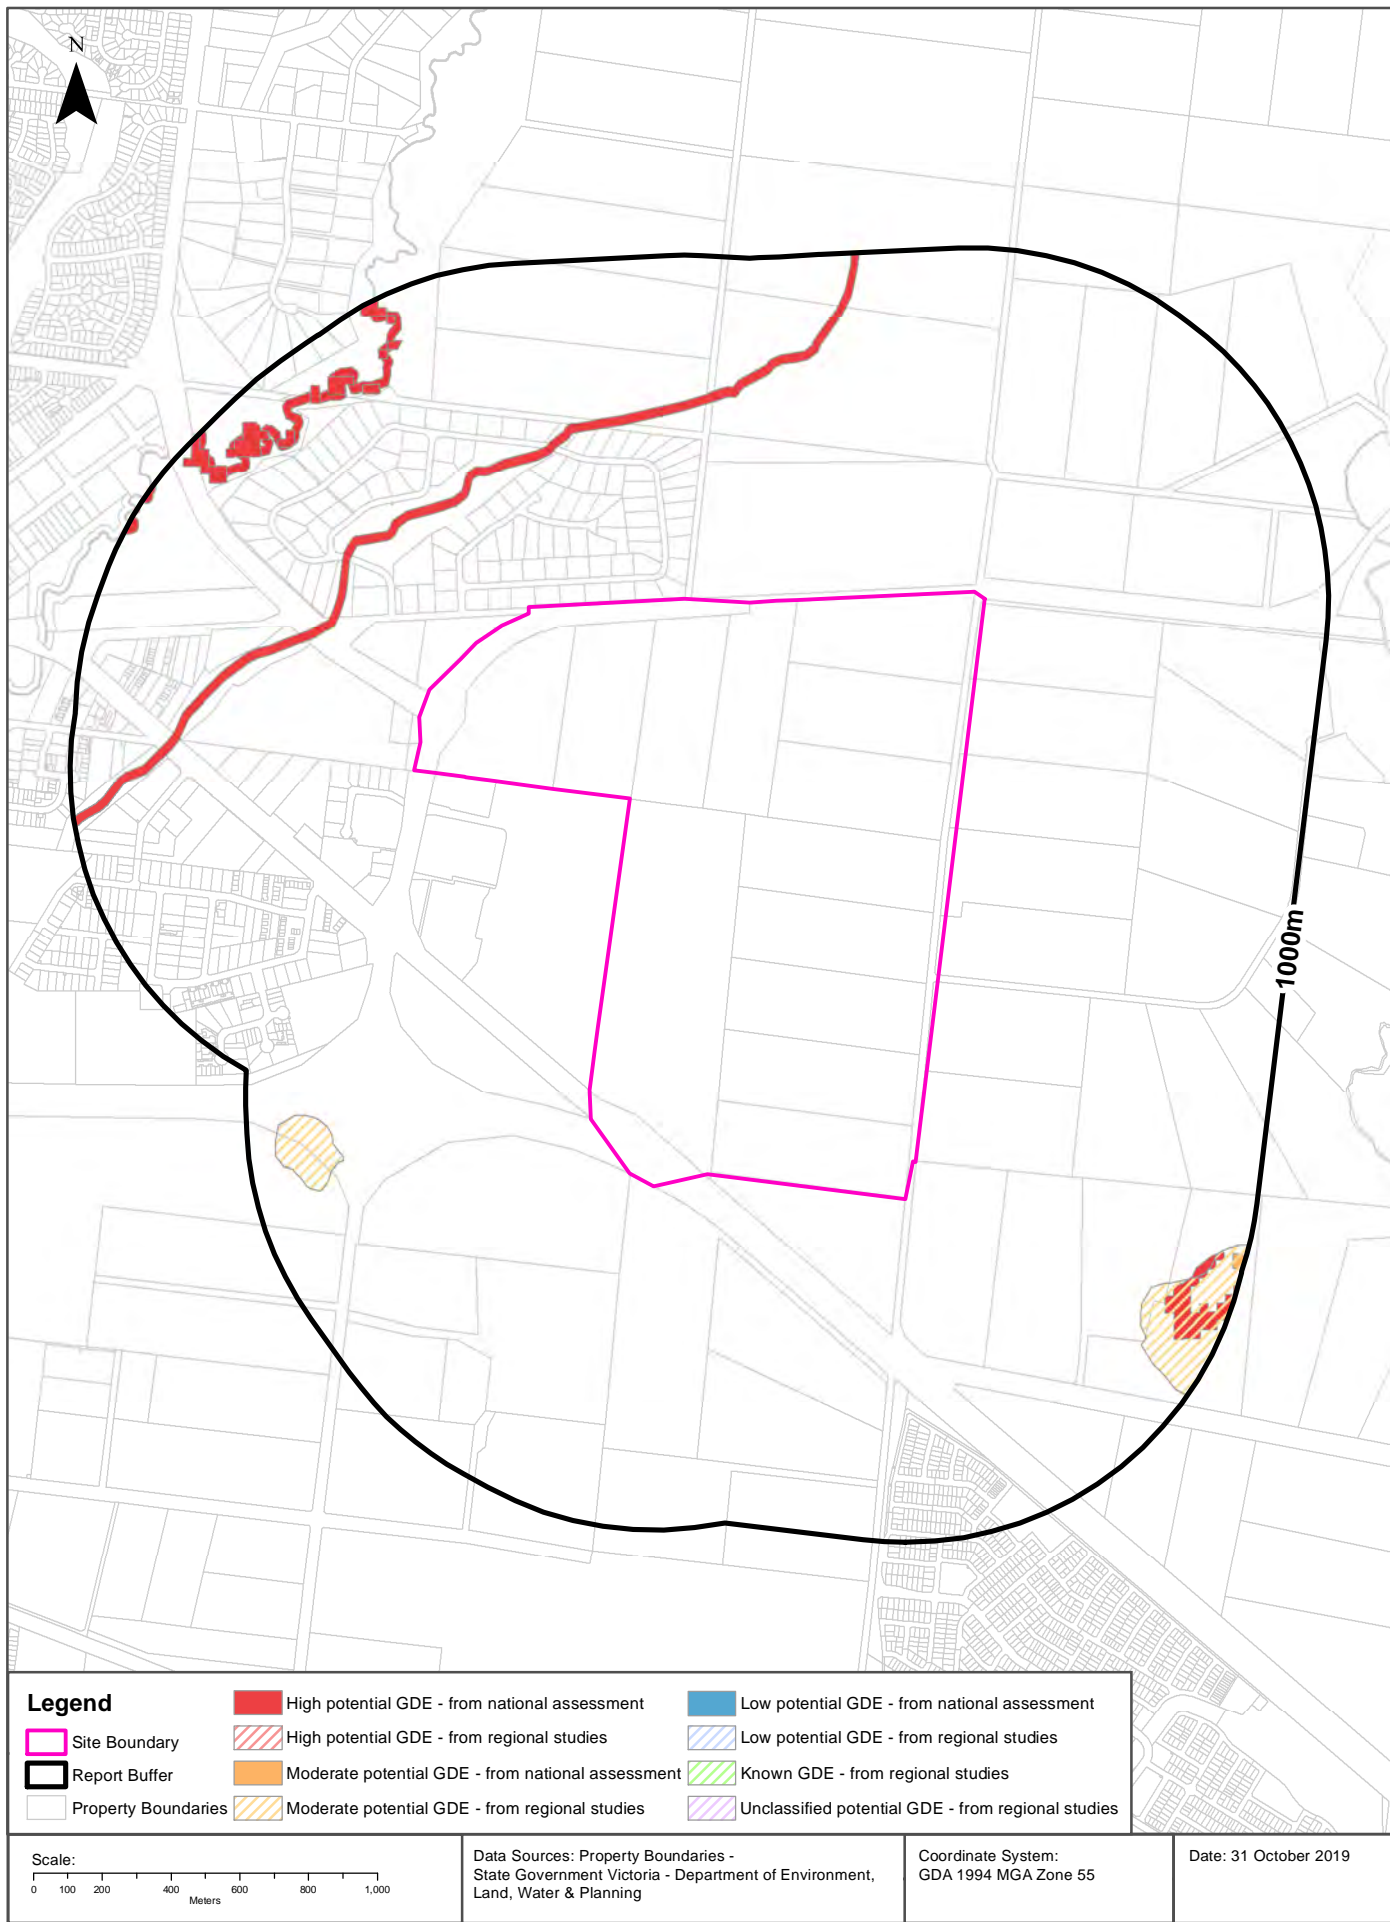 N
1000m
Legend
Site Boundary
Report Buffer
Property Boundaries
High potential GDE - from national assessment
High potential GDE - from regional studies
Moderate potential GDE - from national assessment
Moderate potential GDE - from regional studies
Low potential GDE - from national assessment
Low potential GDE - from regional studies
Known GDE - from regional studies
Unclassified potential GDE - from regional studies
Scale:
0 100 200 400 600 800 1,000
Meters
Data Sources: Property Boundaries -
State Government Victoria - Department of Environment,
Land, Water & Planning
Coordinate System:
GDA 1994 MGA Zone 55
Date: 31 October 2019